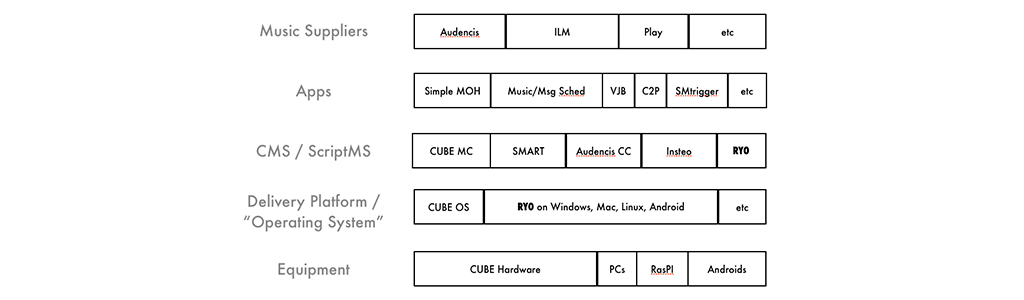 Music Suppliers
Audencis ILM Play etc
Apps
Simple MOH Music/Msg Sched VJB C2P SMtrigger etc
CMS / ScriptMS
CUBE MC SMART Audencis CC Insteo RYO
Delivery Platform /
“Operating System”
CUBE OS RYO on Windows, Mac, Linux, Android etc
Equipment
CUBE Hardware PCs RasPI Androids